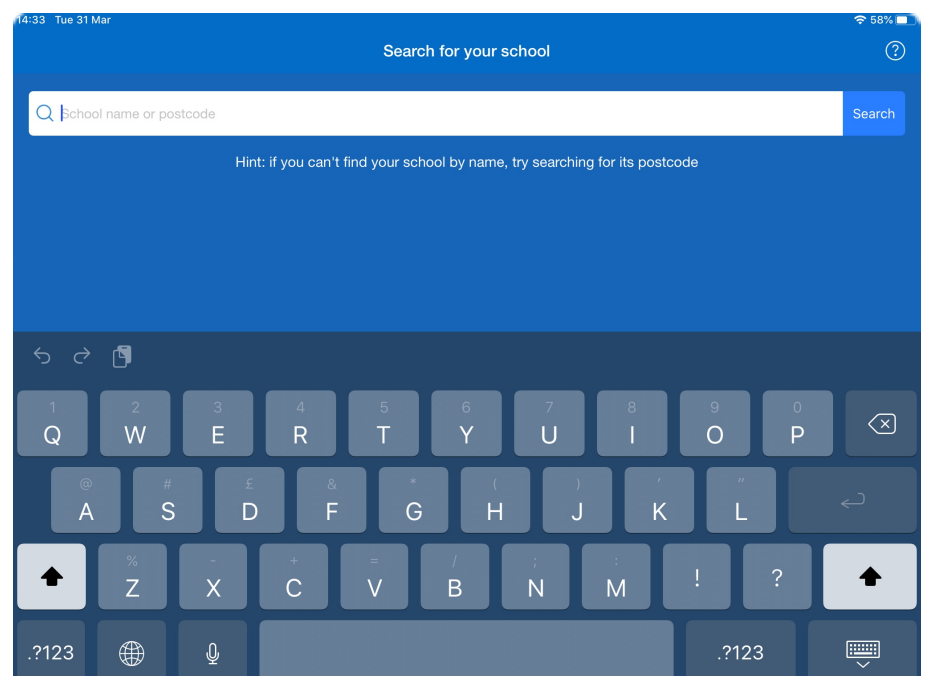 14:33 Tue 31 Mar
58%
Search for your school
?
School name or postcode
Search
Hint: if you can't find your school by name, try searching for its postcode
1 2 3 4 5 6 7 8 9 0
Q W E R T Y U I O P
@ # £ & * ( ) ' "
A S D F G H J K L
% - + = / ; :
Z X C V B N M ! ?
.?123 .?123